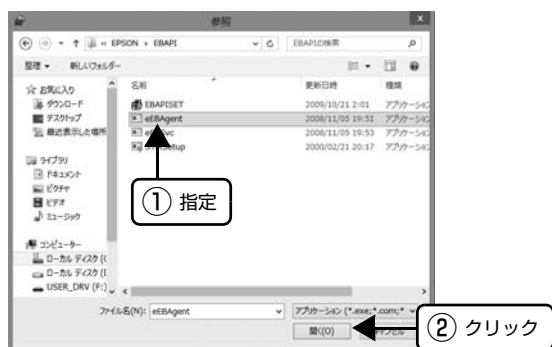 参照
« EPSON ▸ EBAPI
EBAPIの検索
整理
新しいフォルダー
名前
更新日時
種類
お気に入り
ダウンロード
デスクトップ
最近表示した場所
ライブラリ
ドキュメント
ピクチャ
ビデオ
ミュージック
コンピューター
ローカル ディスク (C
ローカル ディスク (I
USER_DRV (F:)
EBAPISET
2009/10/21 2:01
アプリケーショ
eEBAgent
2008/11/05 19:51
アプリケーショ
2008/11/05 19:53
アプリケーショ
2000/02/21 20:17
アプリケーショ
① 指定
ファイル名(N):
eEBAgent
アプリケーション (*.exe;*.com;*
開く(O)
② クリック